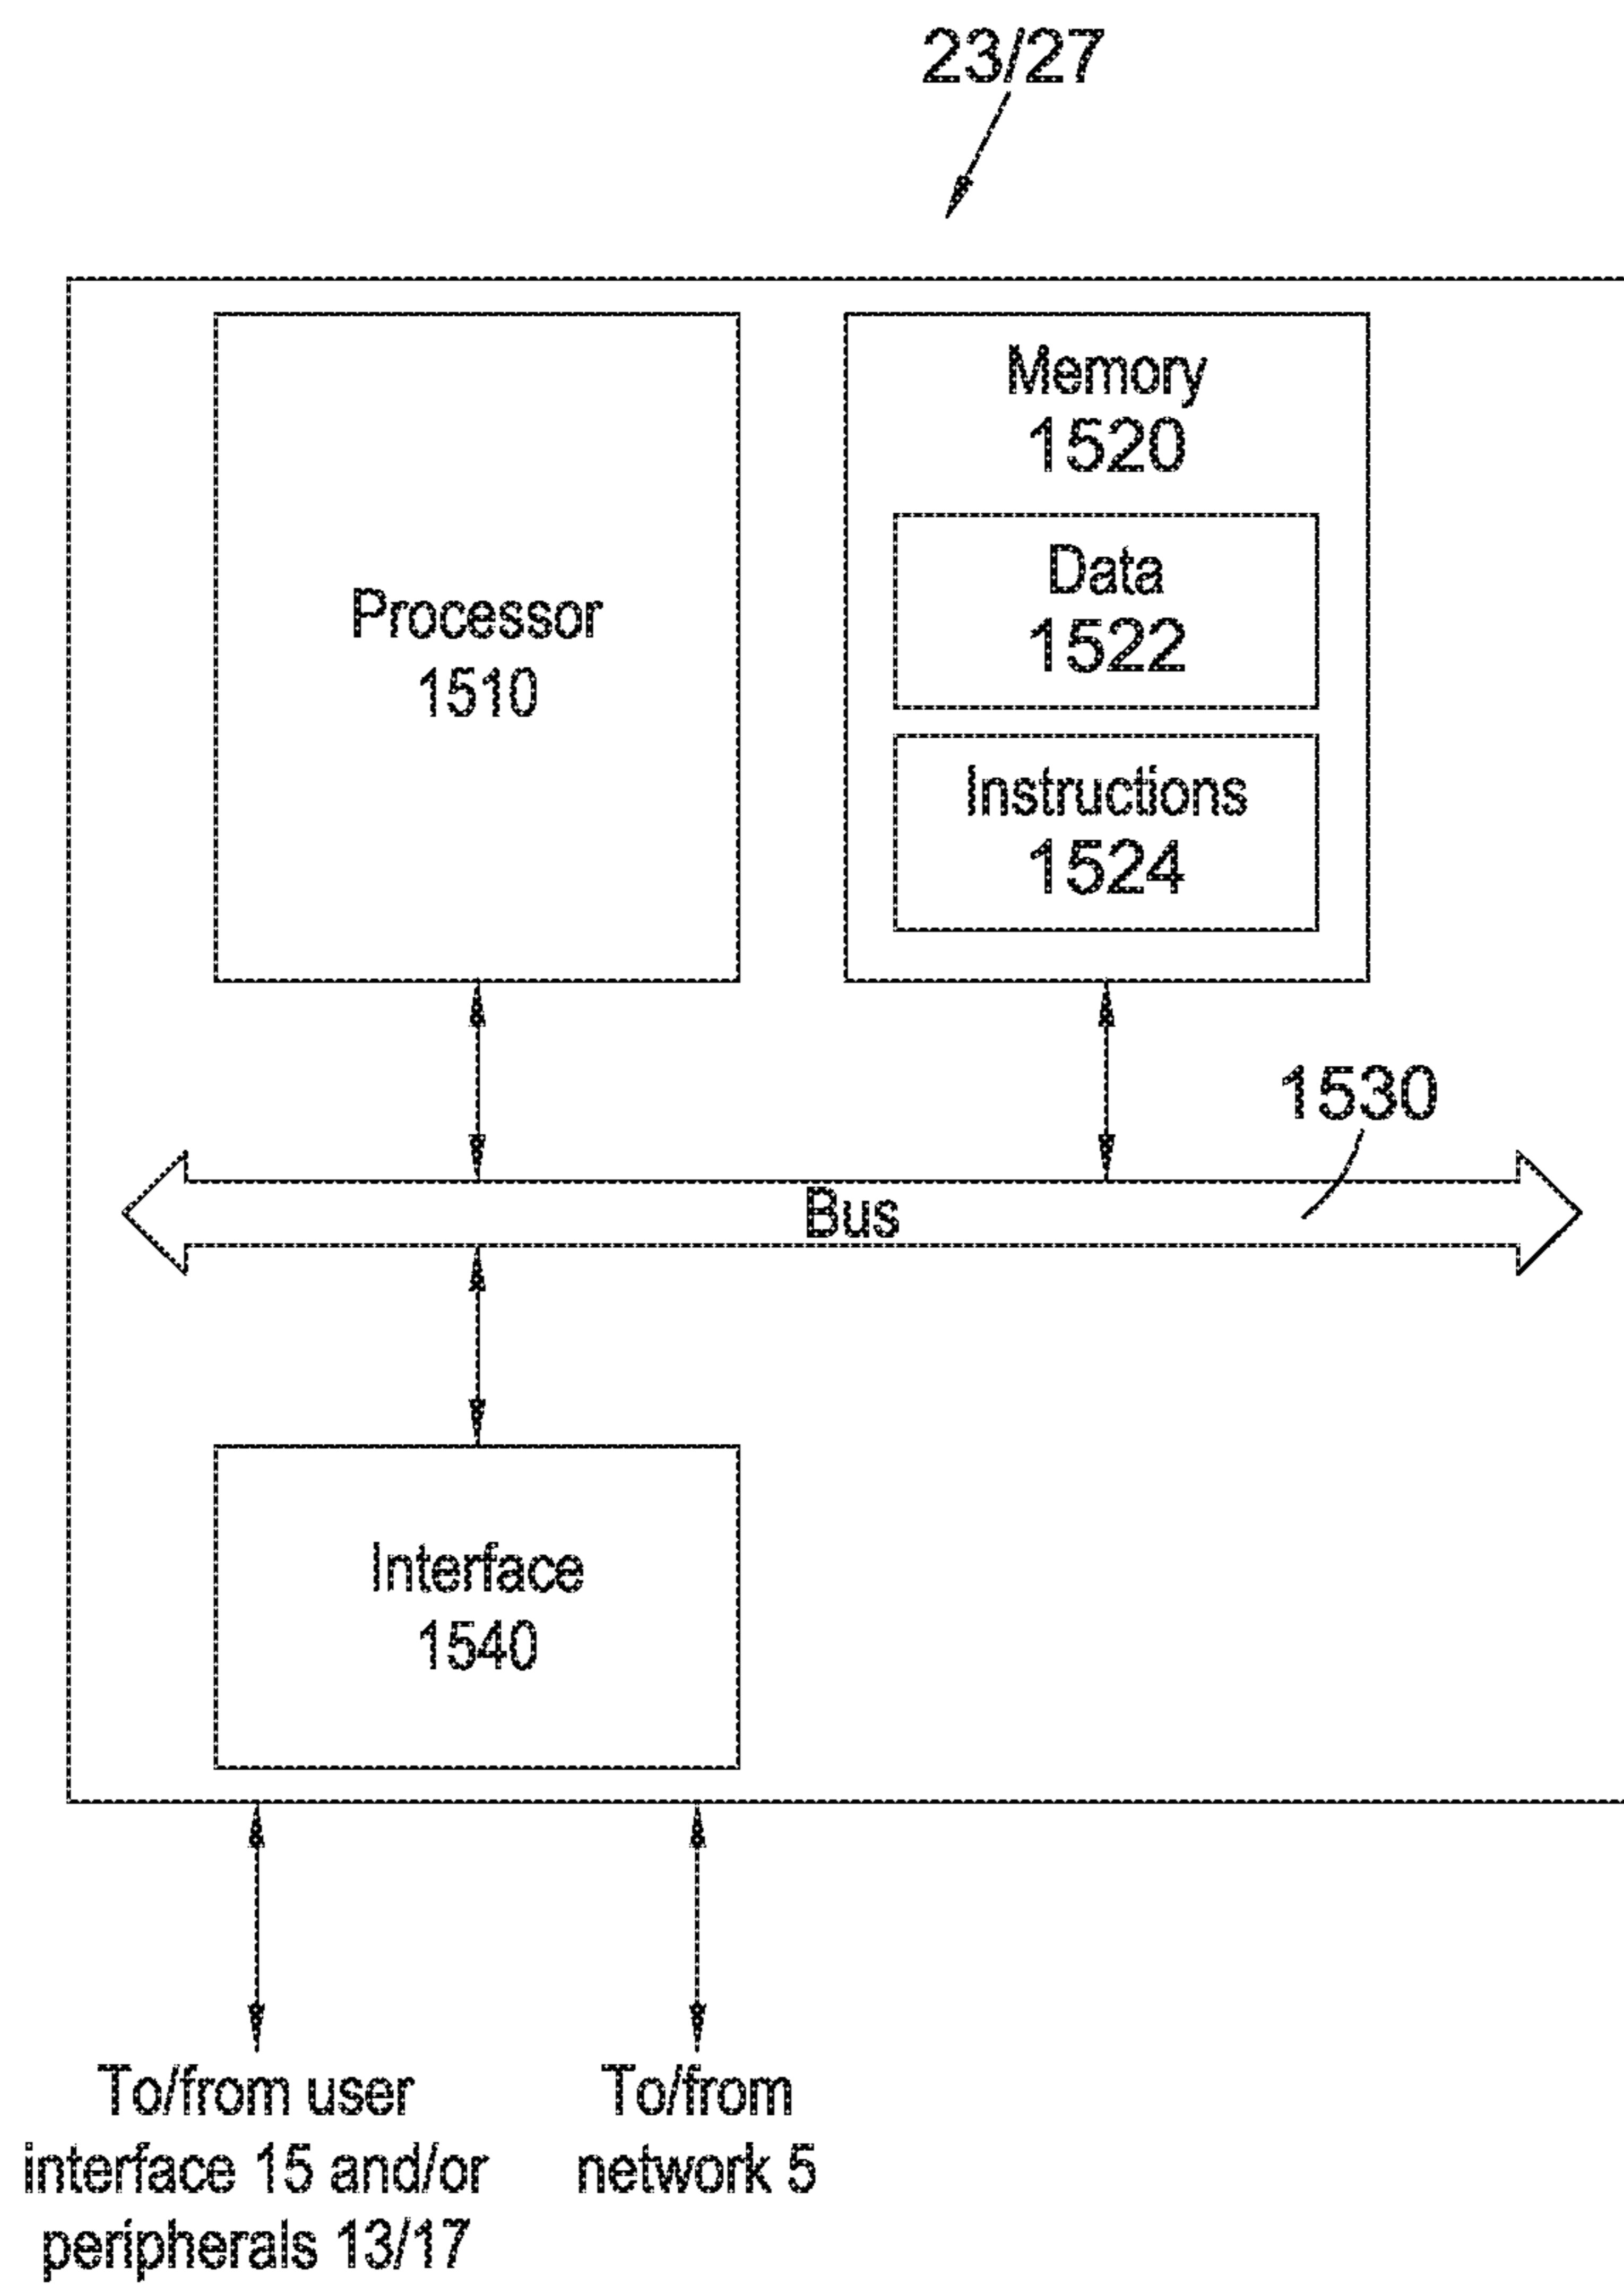 23/27
Processor
1510
Memory
1520
Data
1522
Instructions
1524
1530
Bus
Interface
1540
To/from user
interface 15 and/or
peripherals 13/17
To/from
network 5